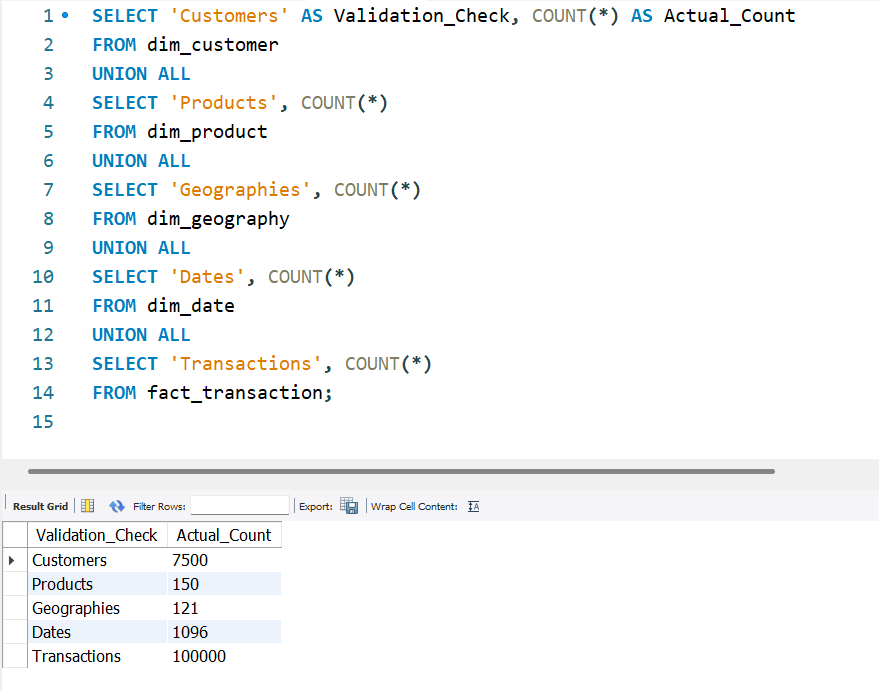 1 SELECT 'Customers' AS Validation_Check, COUNT(*) AS Actual_Count
2 FROM dim_customer
3 UNION ALL
4 SELECT 'Products', COUNT(*)
5 FROM dim_product
6 UNION ALL
7 SELECT 'Geographies', COUNT(*)
8 FROM dim_geography
9 UNION ALL
10 SELECT 'Dates', COUNT(*)
11 FROM dim_date
12 UNION ALL
13 SELECT 'Transactions', COUNT(*)
14 FROM fact_transaction;
15
Result Grid Filter Rows: Export: Wrap Cell Content: IA
Validation_Check Actual_Count
Customers 7500
Products 150
Geographies 121
Dates 1096
Transactions 100000